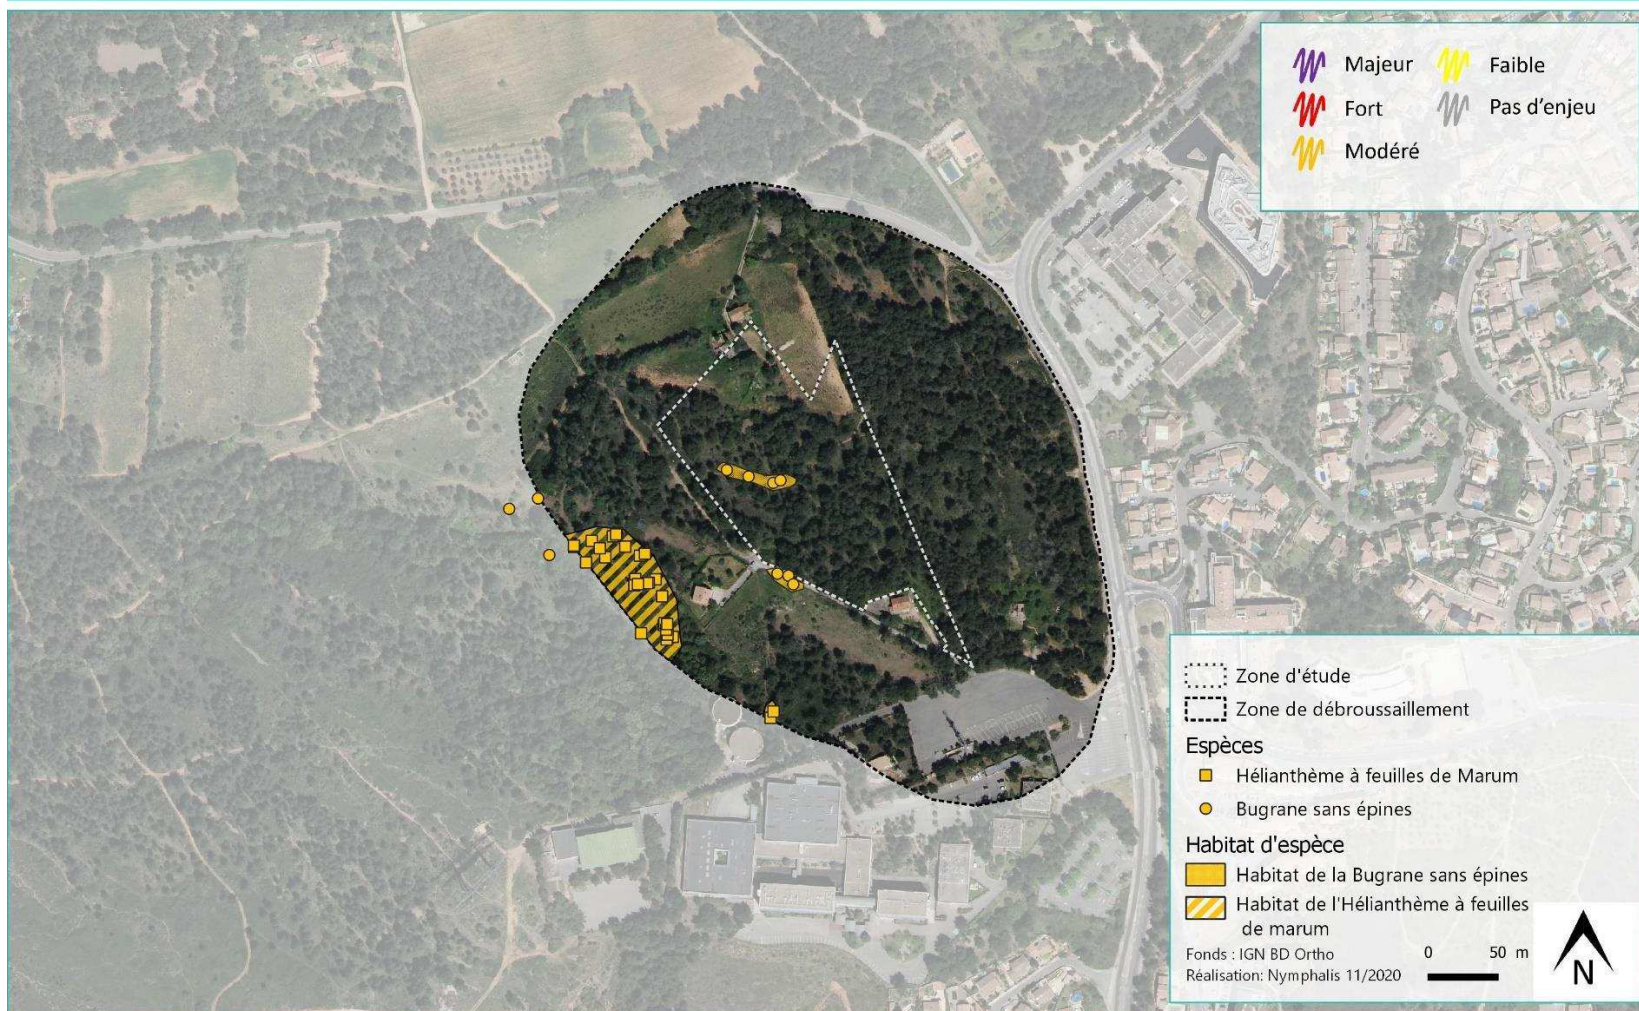 Majeur
Fort
Modéré
Faible
Pas d'enjeu
Zone d'étude
Zone de débroussaillement
Espèces
Hélianthème à feuilles de Marum
Bugrane sans épines
Habitat d'espèce
Habitat de la Bugrane sans épines
Habitat de l'Hélianthème à feuilles
de marum
Fonds : IGN BD Ortho
Réalisation: Nymphalis 11/2020
0 50 m
N